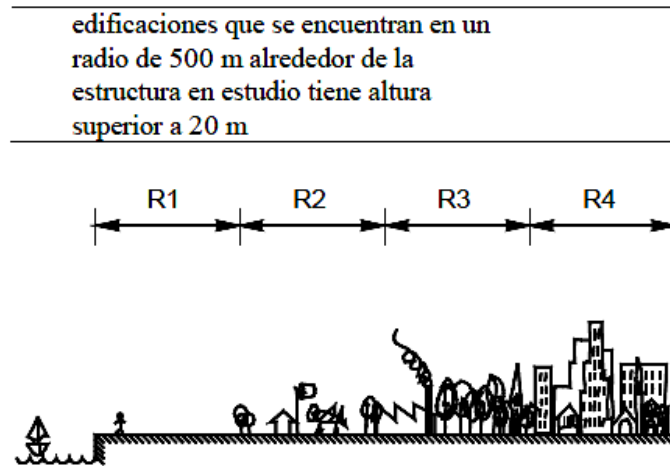 edificaciones que se encuentran en un
radio de 500 m alrededor de la
estructura en estudio tiene altura
superior a 20 m
R1 R2 R3 R4